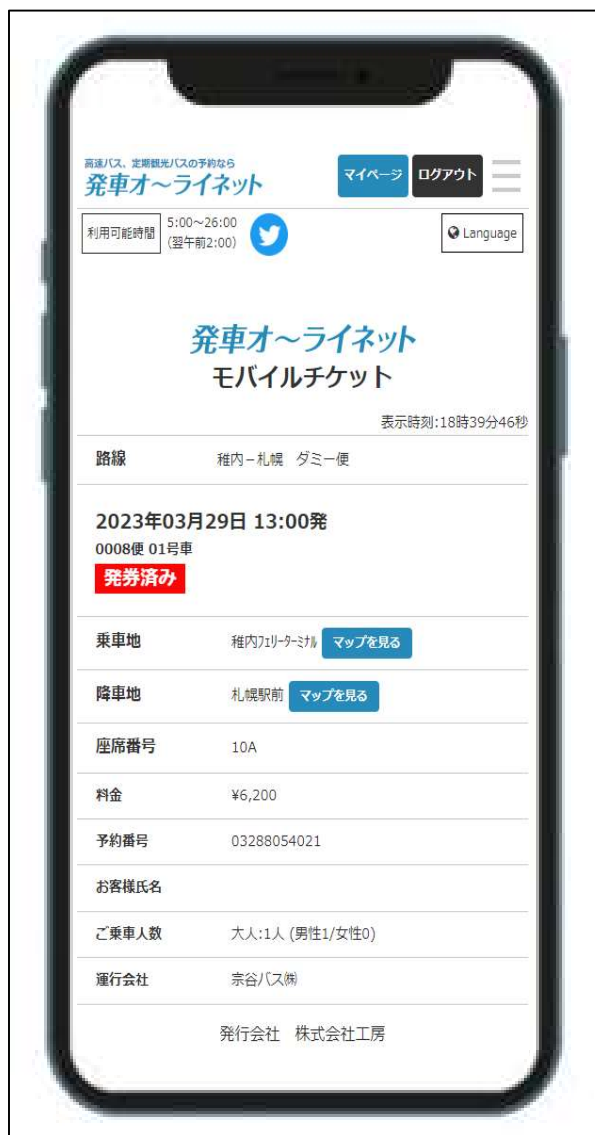 高速バス、定期観光バスの予約なら
発車オ～ライネット
マイページ
ログアウト
利用可能時間
5:00～26:00
(翌午前2:00)
Language
発車オ～ライネット
モバイルチケット
表示時刻:18時39分46秒
路線 稚内－札幌 ダミー便
2023年03月29日 13:00発
0008便 01号車
発券済み
乗車地 稚内ﾌｪﾘｰﾀｰﾐﾅﾙ マップを見る
降車地 札幌駅前 マップを見る
座席番号 10A
料金 ¥6,200
予約番号 03288054021
お客様氏名
ご乗車人数 大人:1人 (男性1/女性0)
運行会社 宗谷バス㈱
発行会社 株式会社工房